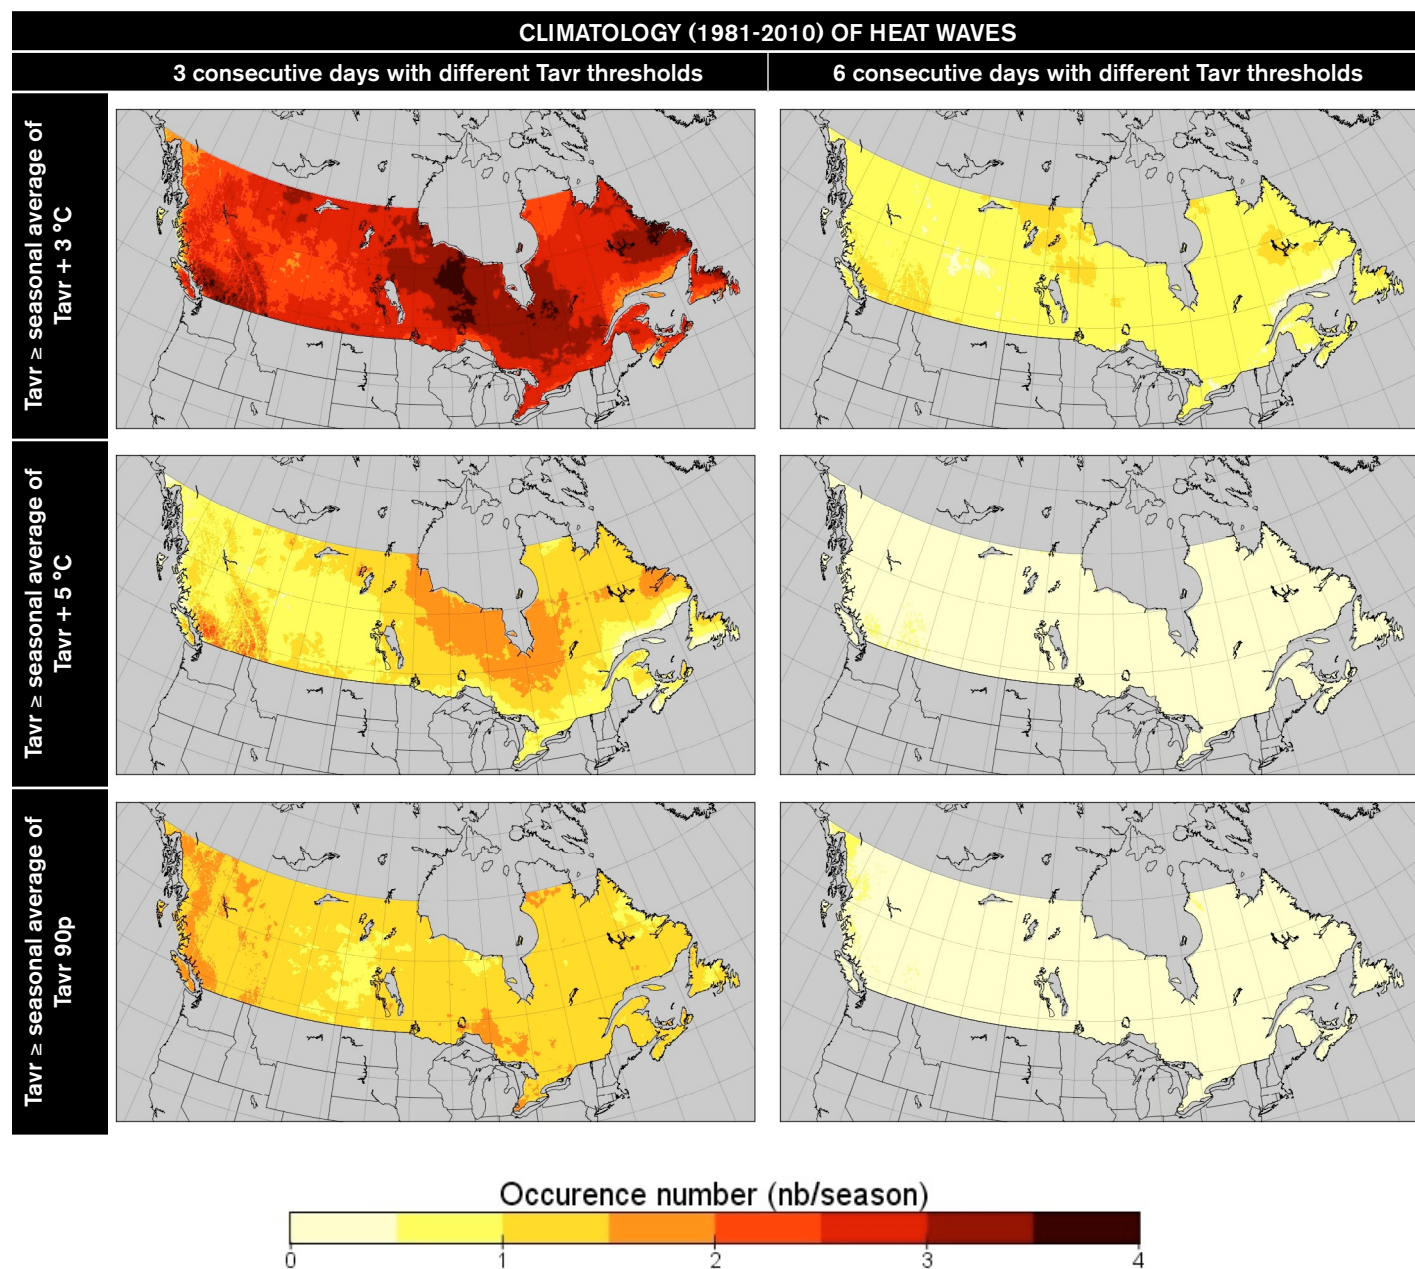 CLIMATOLOGY (1981-2010) OF HEAT WAVES
3 consecutive days with different Tavr thresholds
6 consecutive days with different Tavr thresholds
Tavr ≥ seasonal average of
Tavr + 3 ºC
Tavr ≥ seasonal average of
Tavr + 5 ºC
Tavr ≥ seasonal average of
Tavr 90p
Occurence number (nb/season)
0 1 2 3 4